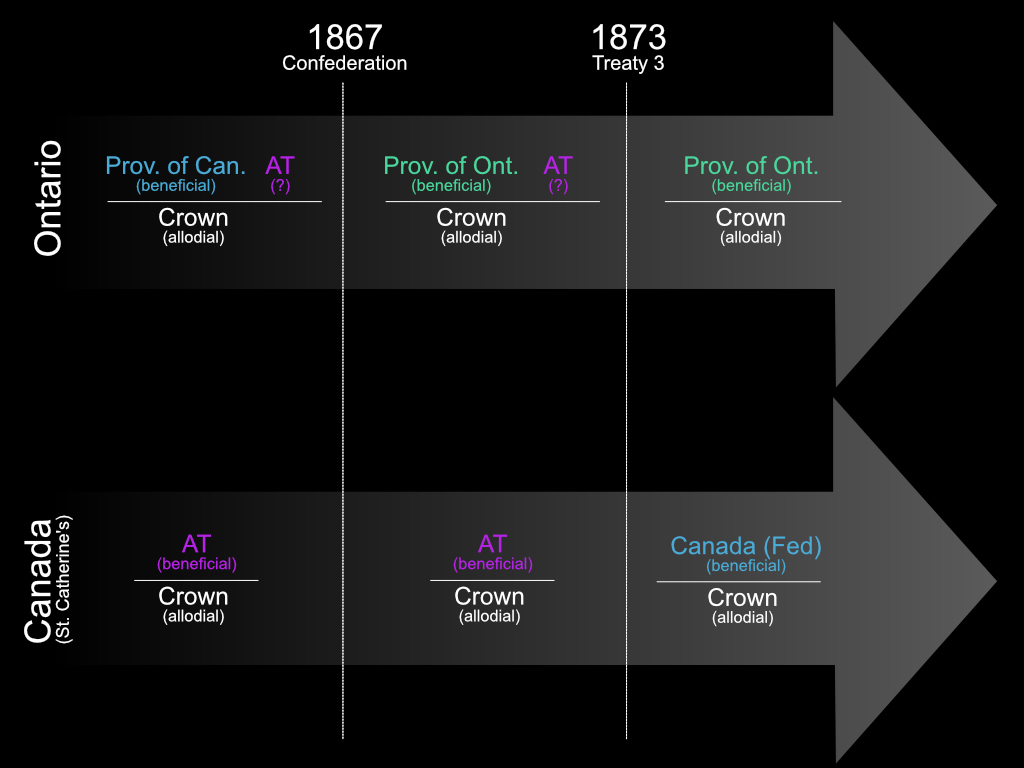 1867
Confederation
1873
Treaty 3
Ontario
Prov. of Can. AT
(beneficial) (?)
Crown
(allodial)
Prov. of Ont. AT
(beneficial) (?)
Crown
(allodial)
Prov. of Ont.
(beneficial)
Crown
(allodial)
Canada
(St. Catherine's)
AT
(beneficial)
Crown
(allodial)
AT
(beneficial)
Crown
(allodial)
Canada (Fed)
(beneficial)
Crown
(allodial)